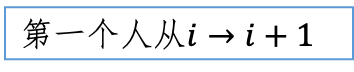 第一个人从𝑖 → 𝑖 + 1